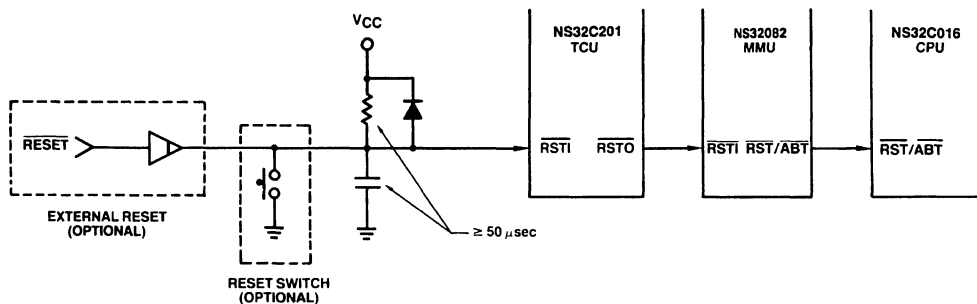 VCC
NS32C201
TCU
NS32082
MMU
NS32C016
CPU
RESET
RSTI RSTO
RSTI RST/ABT
RST/ABT
EXTERNAL RESET
(OPTIONAL)
≥ 50 μsec
RESET SWITCH
(OPTIONAL)